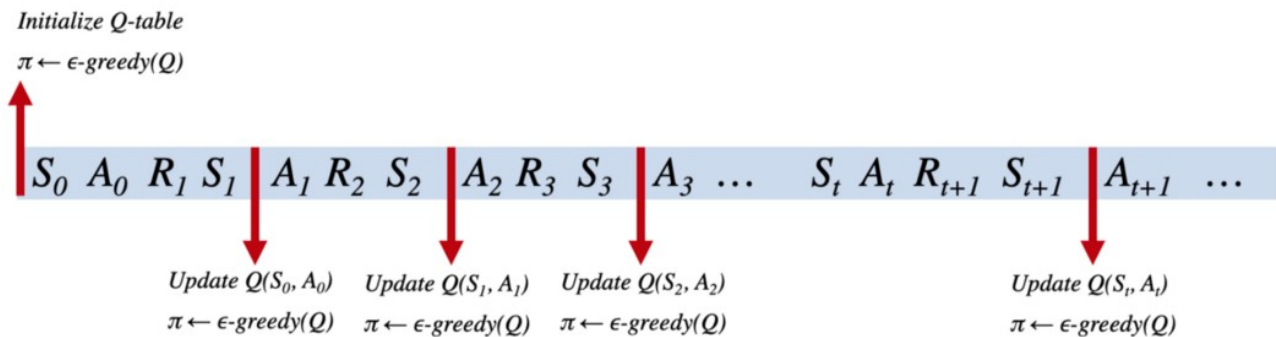 Initialize Q-table
π ← ϵ-greedy(Q)
S₀ A₀ R₁ S₁ A₁ R₂ S₂ A₂ R₃ S₃ A₃ … Sₜ Aₜ Rₜ₊₁ Sₜ₊₁ Aₜ₊₁ …
Update Q(S₀, A₀) Update Q(S₁, A₁) Update Q(S₂, A₂) Update Q(Sₜ, Aₜ)
π ← ϵ-greedy(Q) π ← ϵ-greedy(Q) π ← ϵ-greedy(Q) π ← ϵ-greedy(Q)